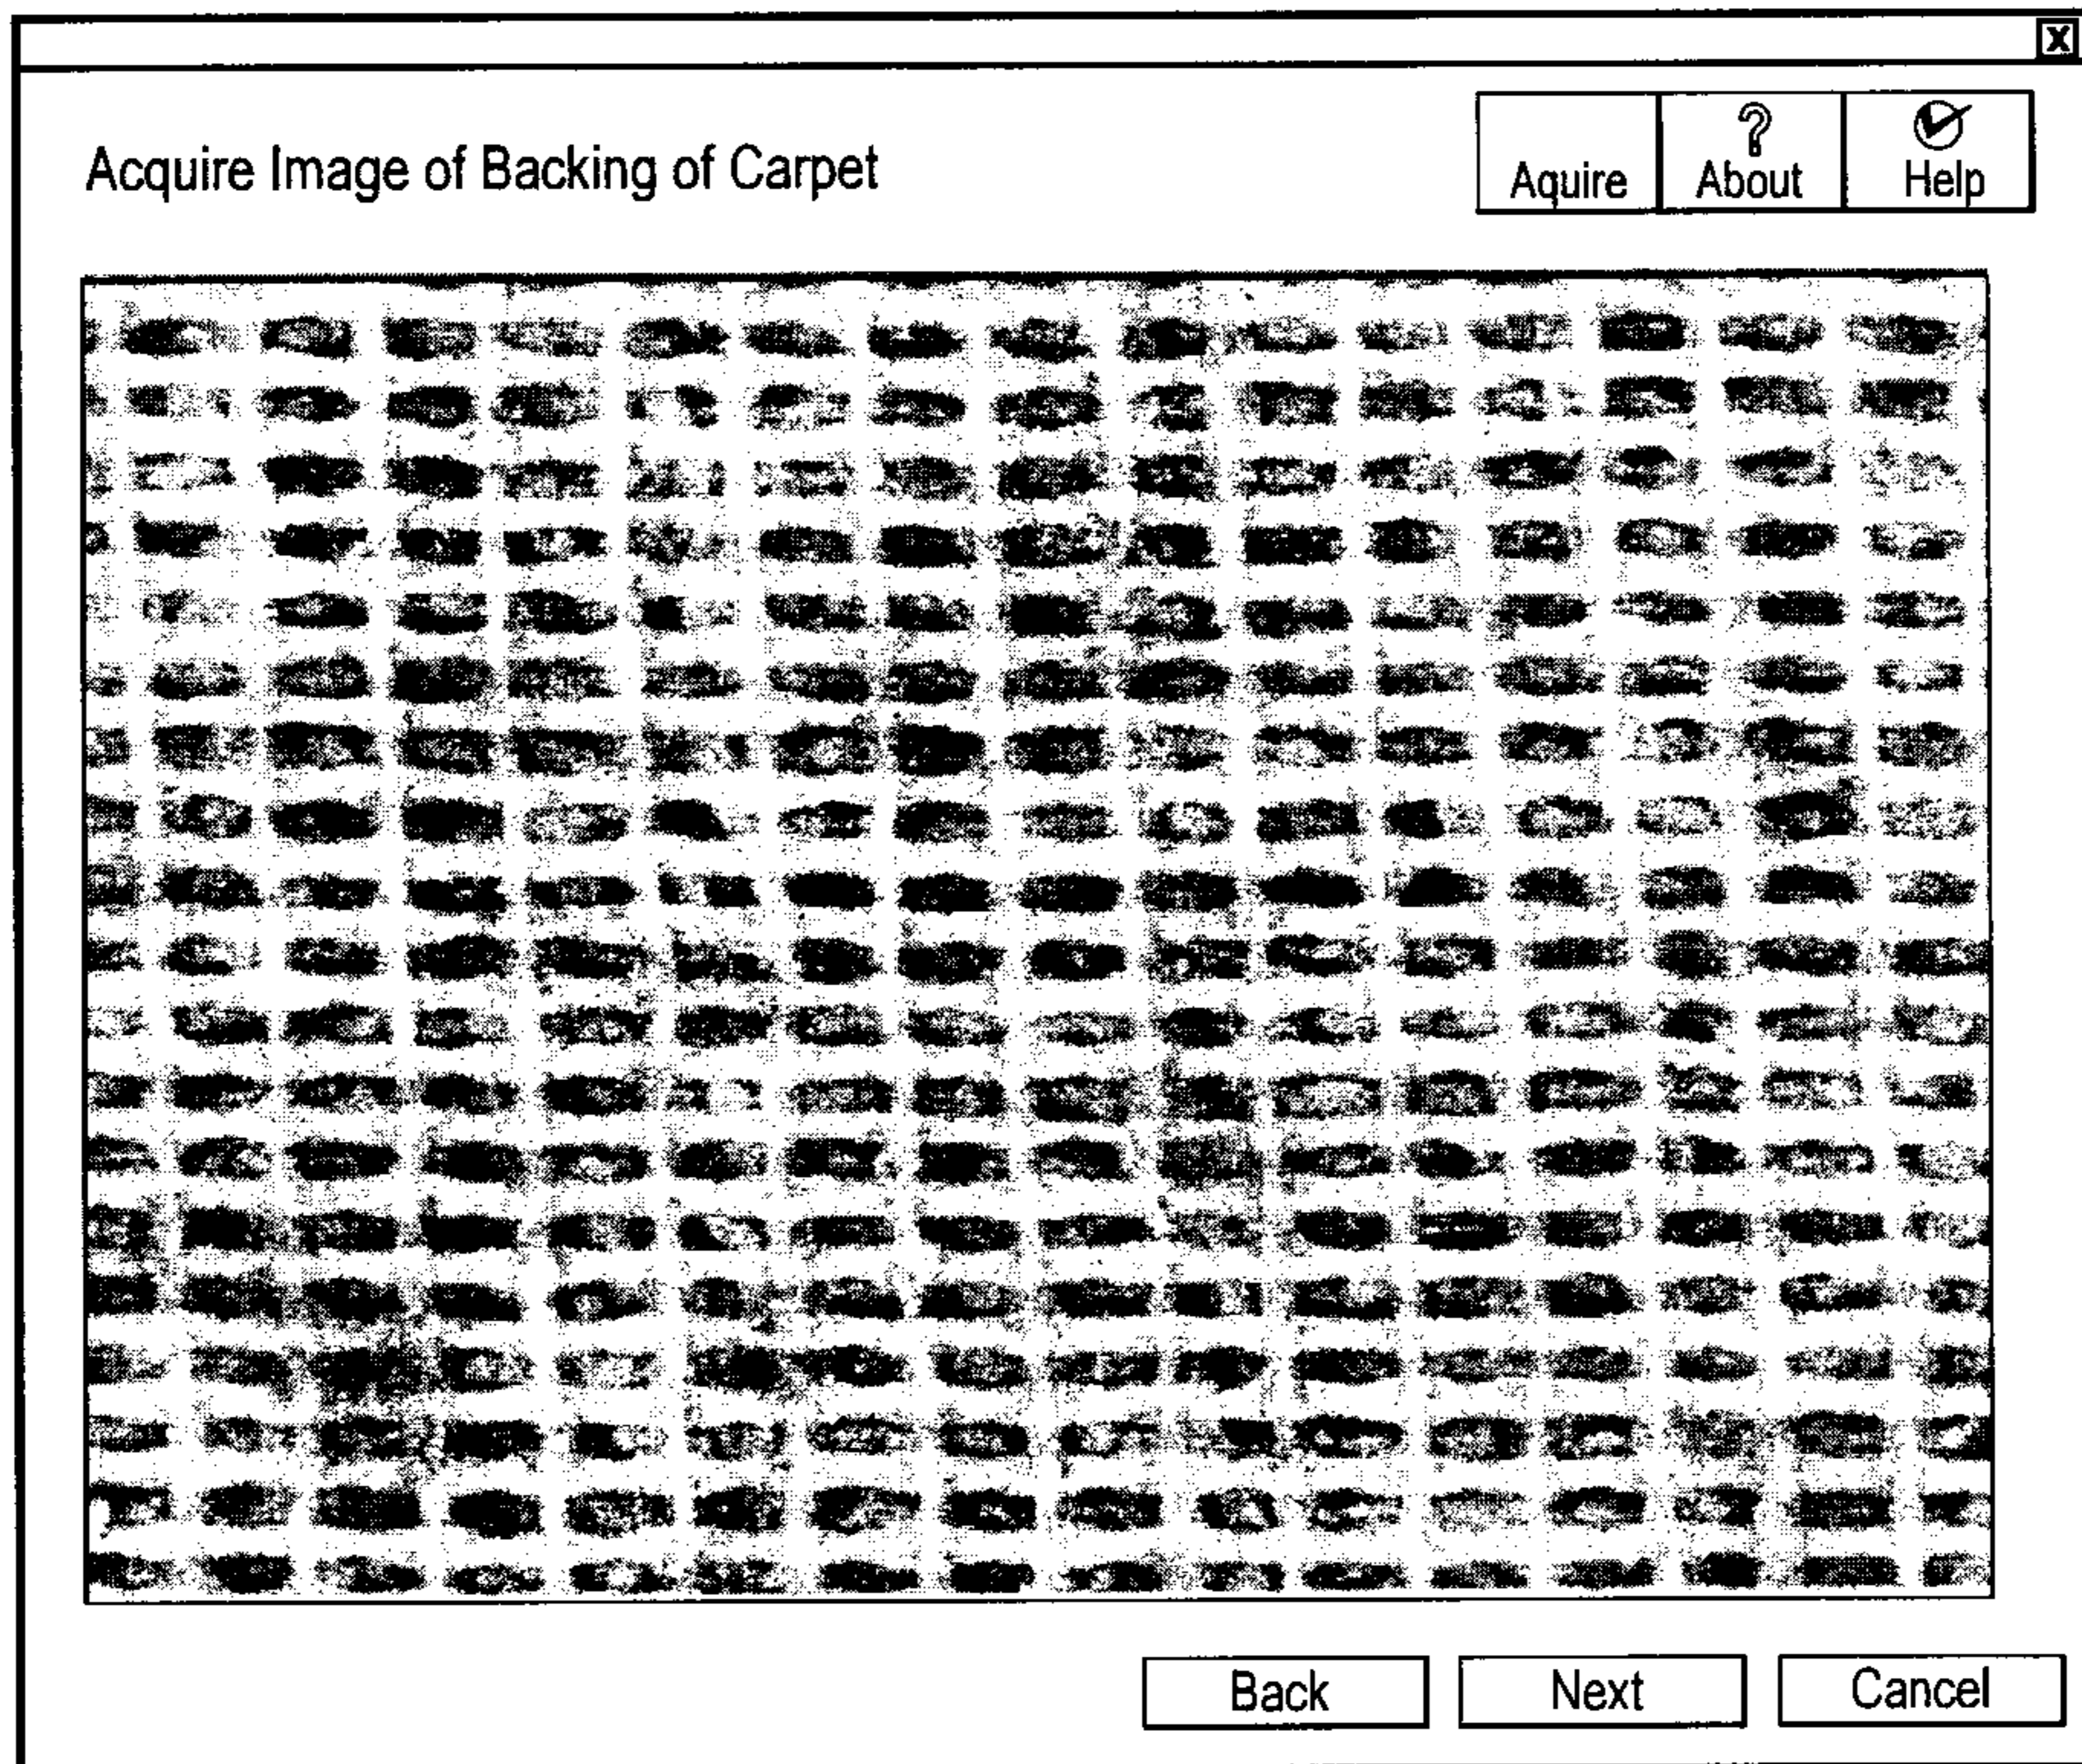 X
Acquire Image of Backing of Carpet
Aquire
? About
Help
Back
Next
Cancel